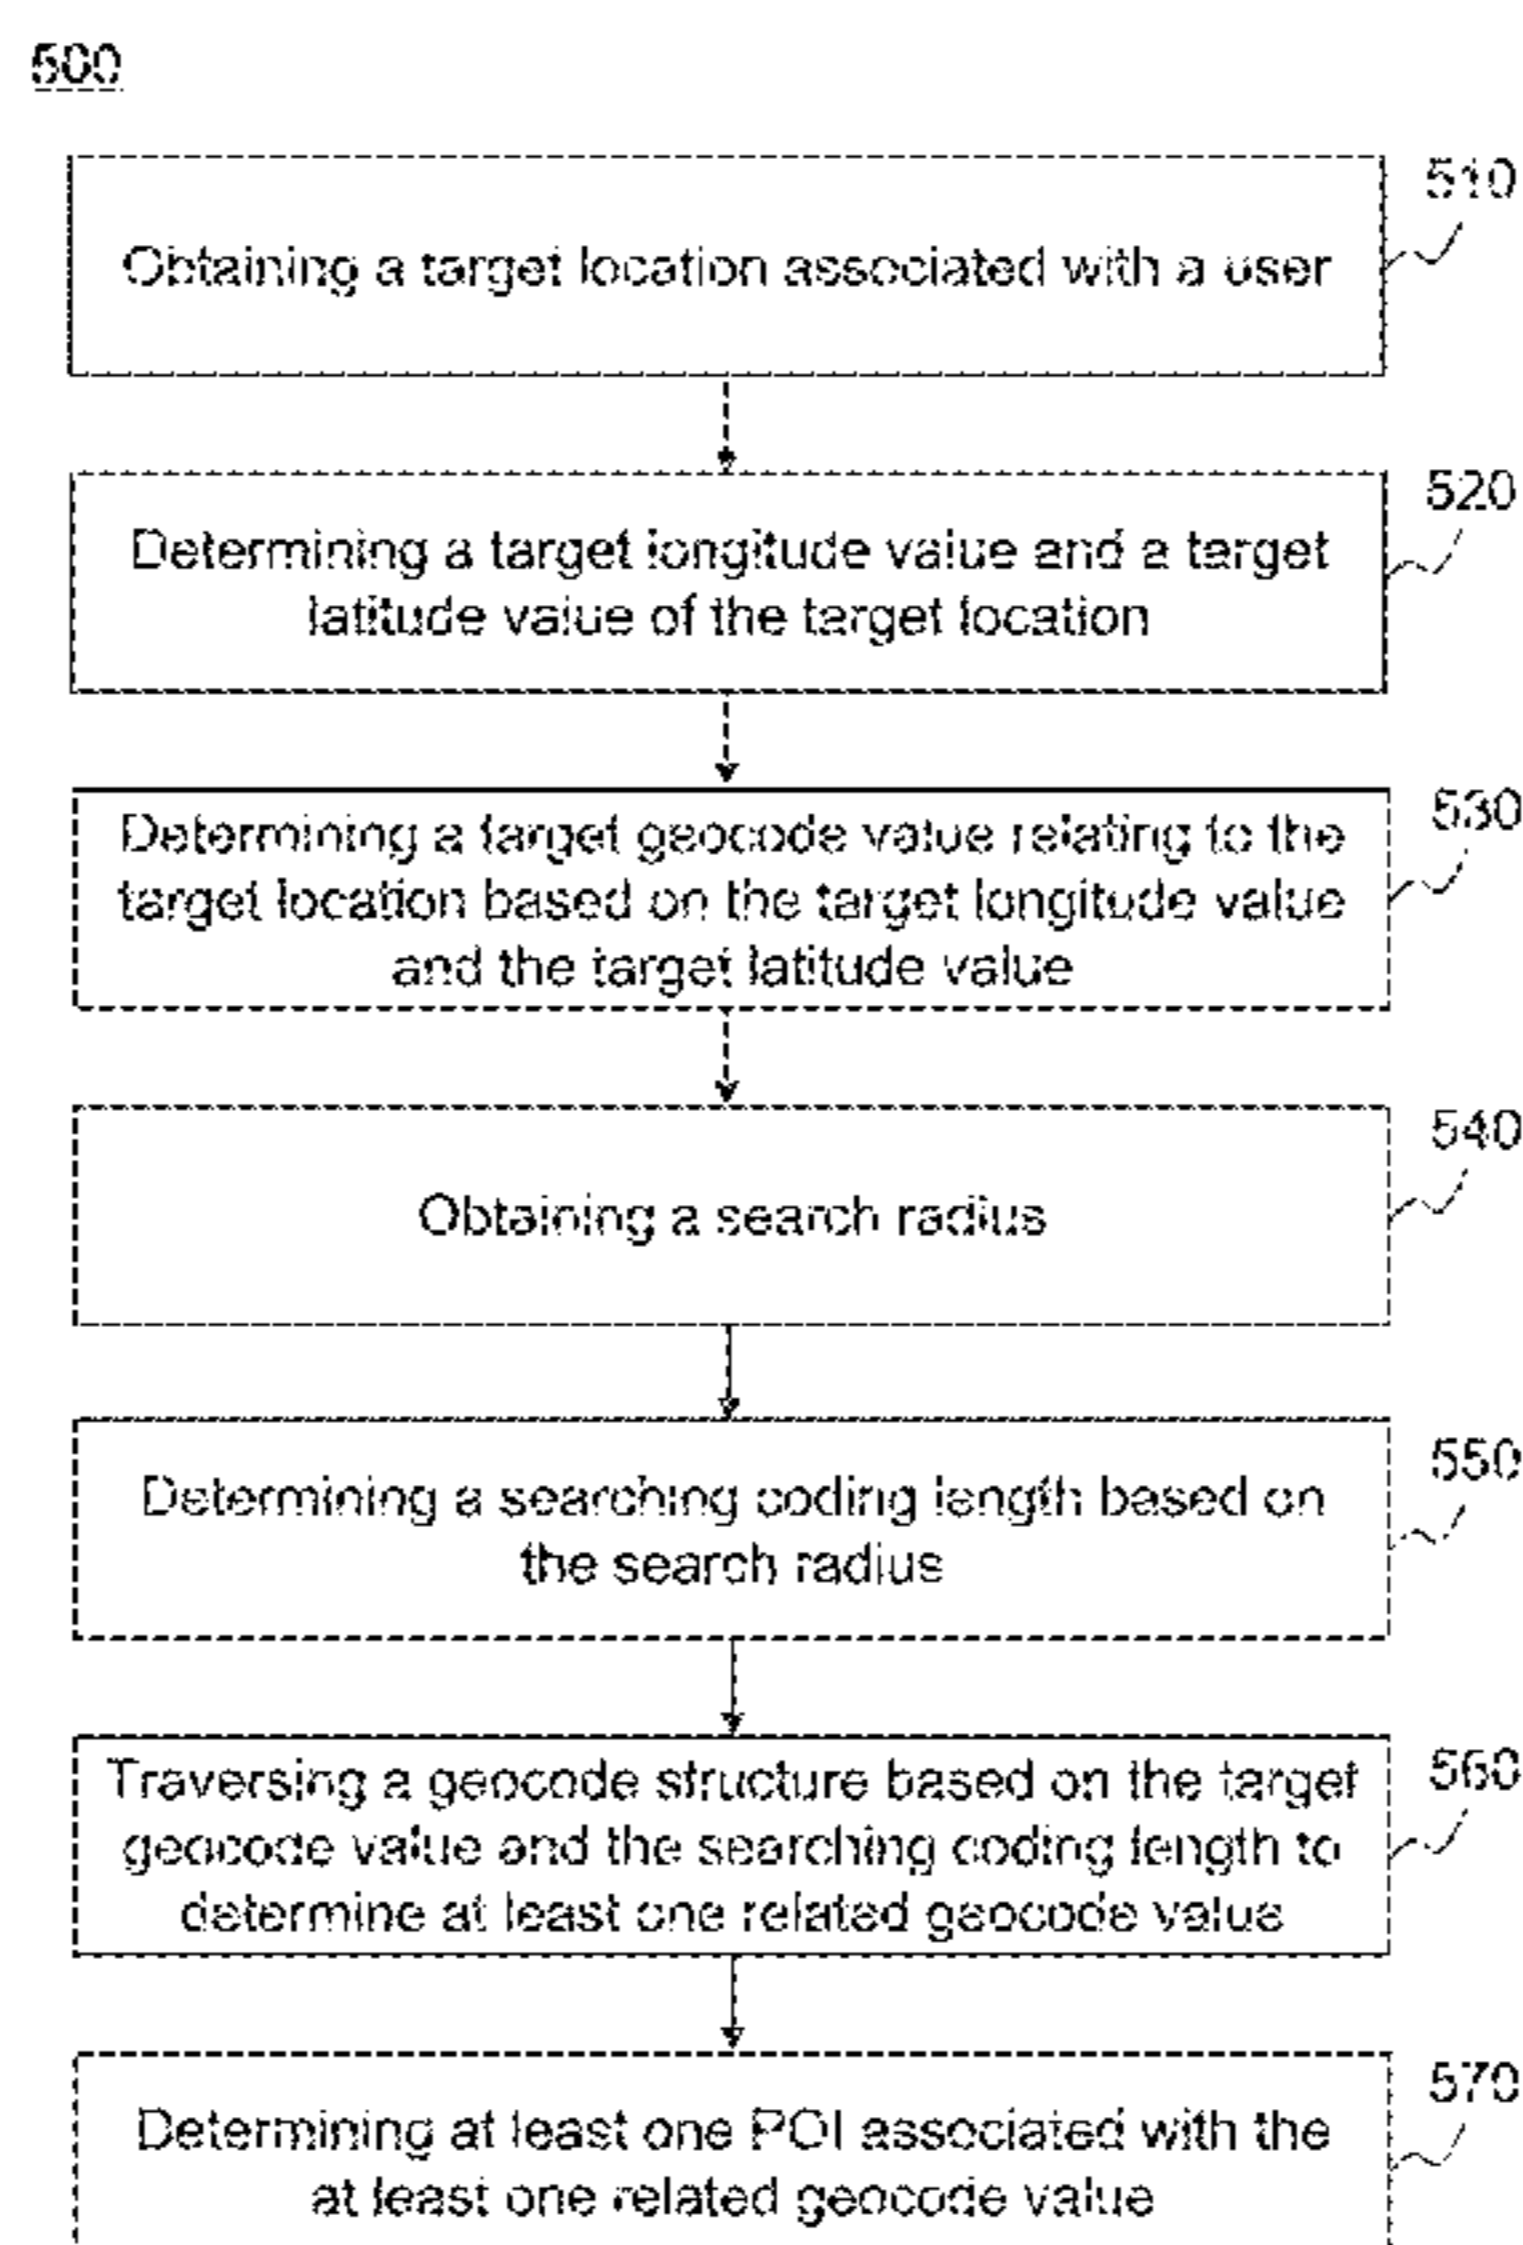 500
510
Obtaining a target location associated with a user
520
Determining a target longitude value and a target
latitude value of the target location
530
Determining a target geocode value relating to the
target location based on the target longitude value
and the target latitude value
540
Obtaining a search radius
550
Determining a searching coding length based on
the search radius
560
Traversing a geocode structure based on the target
geocode value and the searching coding length to
determine at least one related geocode value
570
Determining at least one POI associated with the
at least one related geocode value